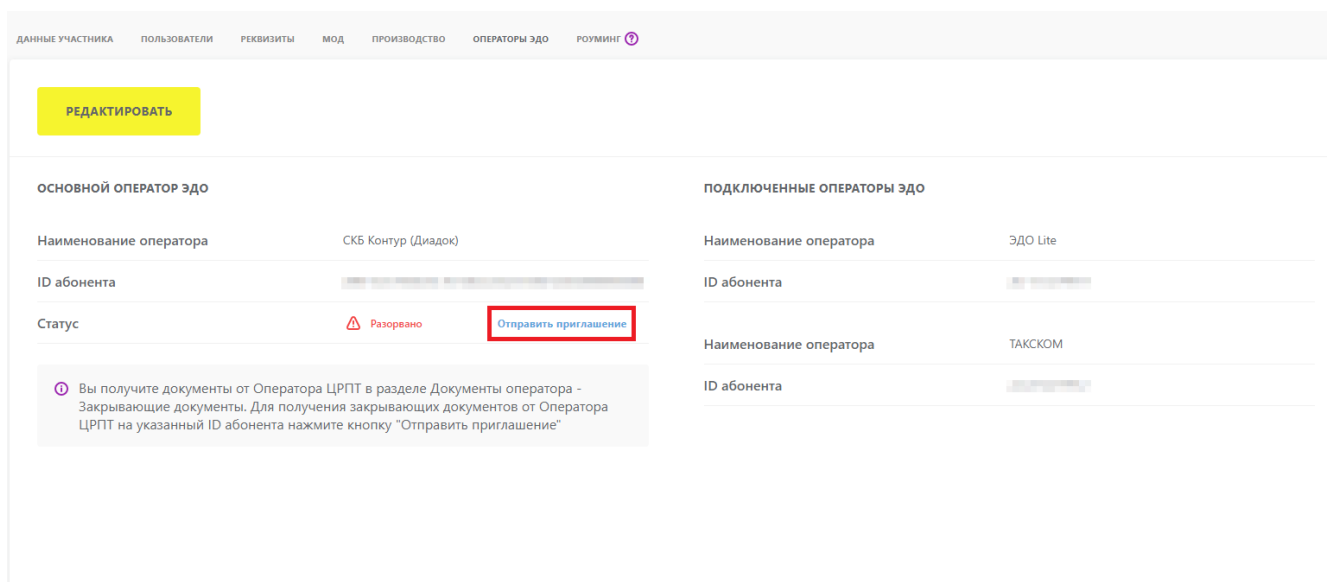 ДАННЫЕ УЧАСТНИКА ПОЛЬЗОВАТЕЛИ РЕКВИЗИТЫ МОД ПРОИЗВОДСТВО ОПЕРАТОРЫ ЭДО РОУМИНГ ?
РЕДАКТИРОВАТЬ
ОСНОВНОЙ ОПЕРАТОР ЭДО
Наименование оператора СКБ Контур (Диадок)
ID абонента
Статус Разорвано Отправить приглашение
Вы получите документы от Оператора ЦРПТ в разделе Документы оператора -
Закрывающие документы. Для получения закрывающих документов от Оператора
ЦРПТ на указанный ID абонента нажмите кнопку "Отправить приглашение"
ПОДКЛЮЧЕННЫЕ ОПЕРАТОРЫ ЭДО
Наименование оператора ЭДО Lite
ID абонента
Наименование оператора ТАКСКОМ
ID абонента